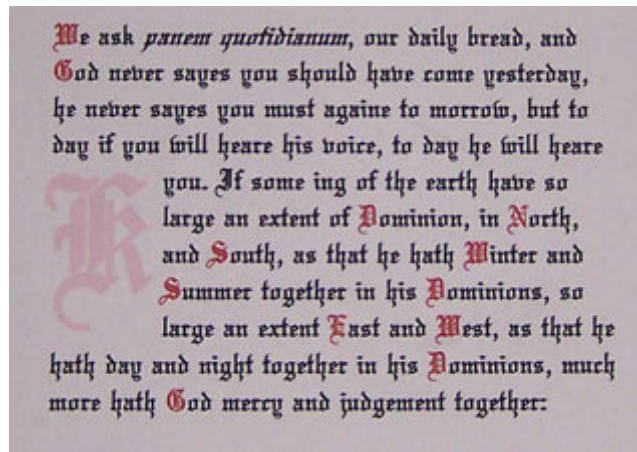 We ask panem quotidianum, our daily bread, and
God never sayes you should have come yesterday,
he never sayes you must againe to morrow, but to
day if you will heare his voice, to day he will heare
you. If some
K
ing of the earth have so
large an extent of Dominion, in North,
and South, as that he hath Winter and
Summer together in his Dominions, so
large an extent East and West, as that he
hath day and night together in his Dominions, much
more hath God mercy and judgement together: